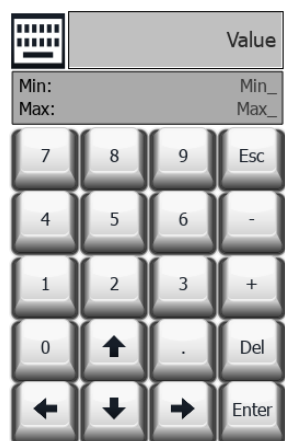 Value
Min: Min_
Max: Max_
7 8 9 Esc
4 5 6 -
1 2 3 +
0 . Del
Enter